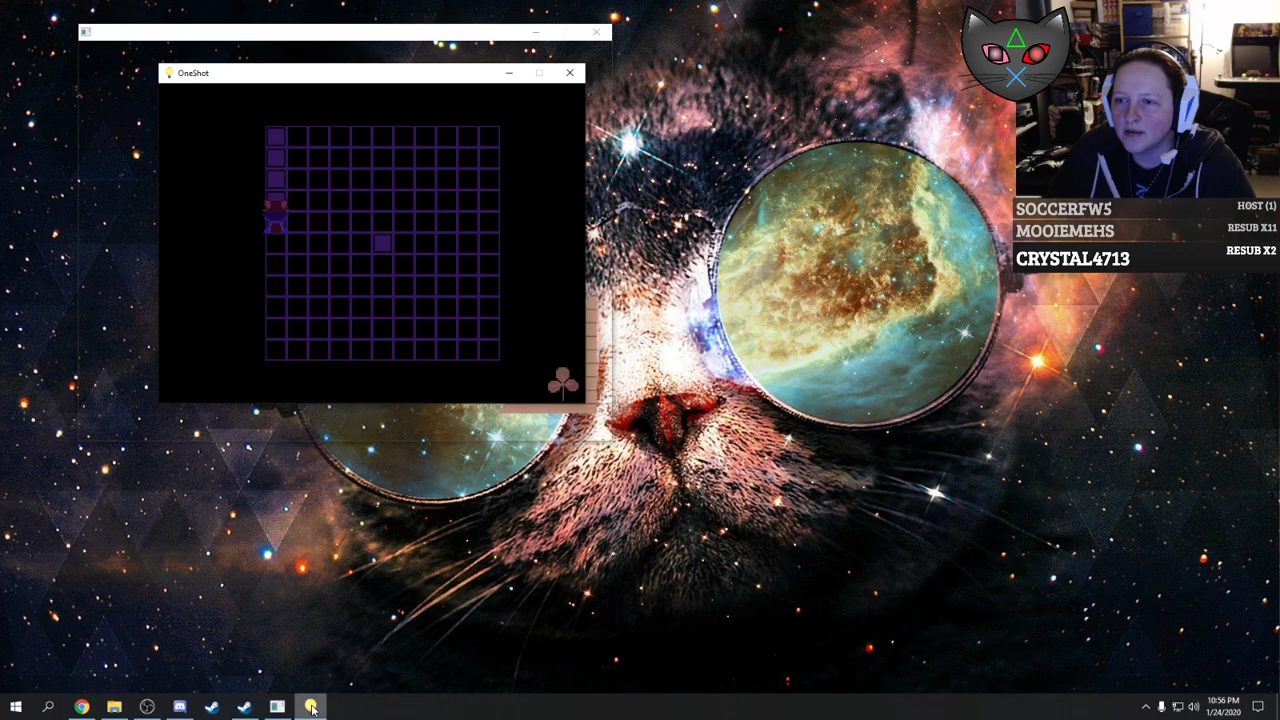 OneShot
SOCCERFW5
HOST (1)
MOOIEMEHS
RESUB X11
CRYSTAL4713
RESUB X2
10:56 PM
1/24/2020